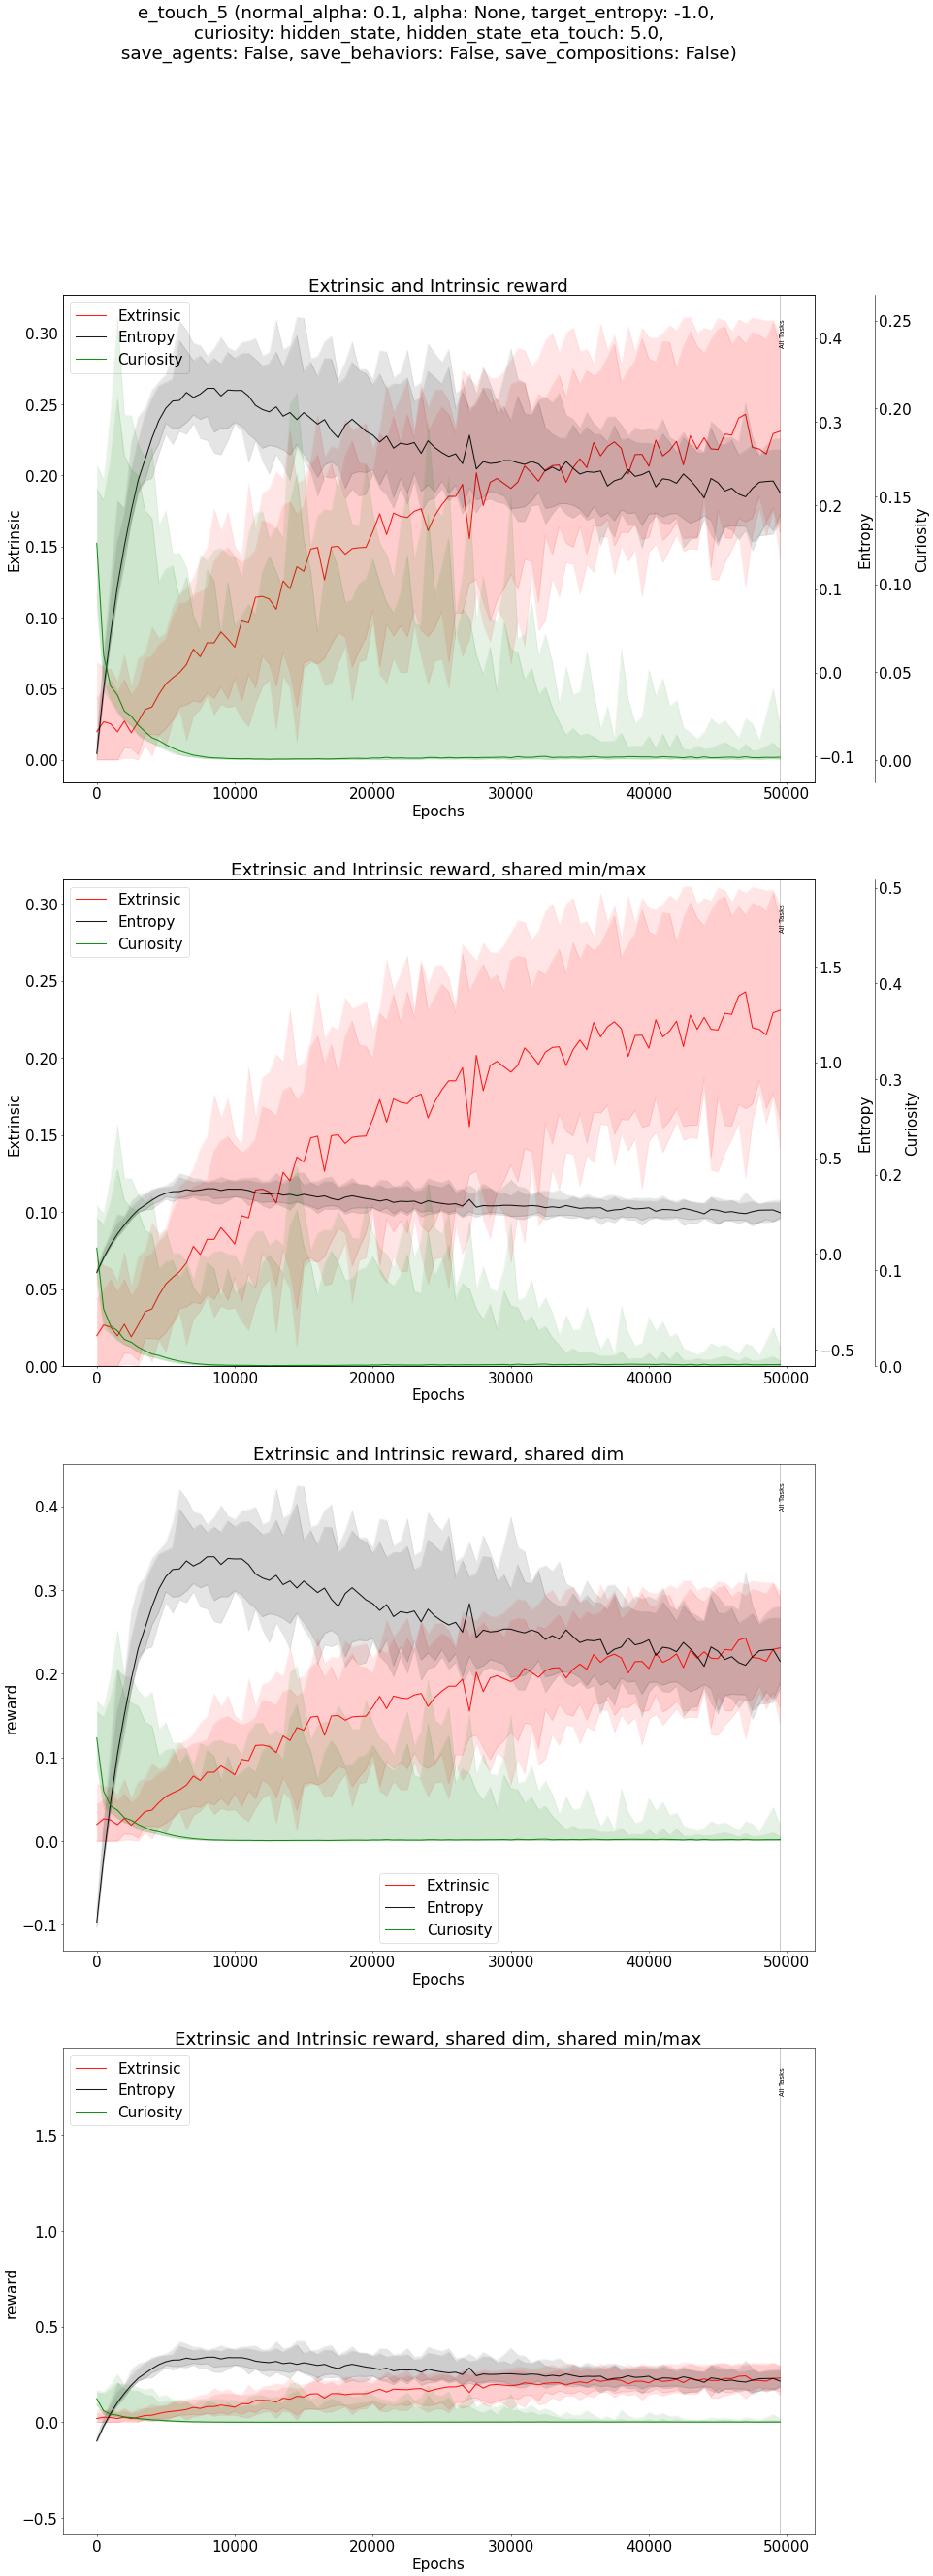 e_touch_5 (normal_alpha: 0.1, alpha: None, target_entropy: -1.0,
curiosity: hidden_state, hidden_state_eta_touch: 5.0,
save_agents: False, save_behaviors: False, save_compositions: False)
Extrinsic and Intrinsic reward
Extrinsic
Entropy
Curiosity
All Tasks
0.30
0.25
0.20
0.15
0.10
0.05
0.00
Extrinsic
0.4
0.3
0.2
0.1
0.0
−0.1
Entropy
0.25
0.20
0.15
0.10
0.05
0.00
Curiosity
0
10000
20000
30000
40000
50000
Epochs
Extrinsic and Intrinsic reward, shared min/max
Extrinsic
Entropy
Curiosity
All Tasks
0.30
0.25
0.20
0.15
0.10
0.05
0.00
Extrinsic
1.5
1.0
0.5
0.0
−0.5
Entropy
0.5
0.4
0.3
0.2
0.1
0.0
Curiosity
0
10000
20000
30000
40000
50000
Epochs
Extrinsic and Intrinsic reward, shared dim
All Tasks
0.4
0.3
0.2
0.1
0.0
−0.1
reward
Extrinsic
Entropy
Curiosity
0
10000
20000
30000
40000
50000
Epochs
Extrinsic and Intrinsic reward, shared dim, shared min/max
Extrinsic
Entropy
Curiosity
All Tasks
1.5
1.0
0.5
0.0
−0.5
reward
0
10000
20000
30000
40000
50000
Epochs